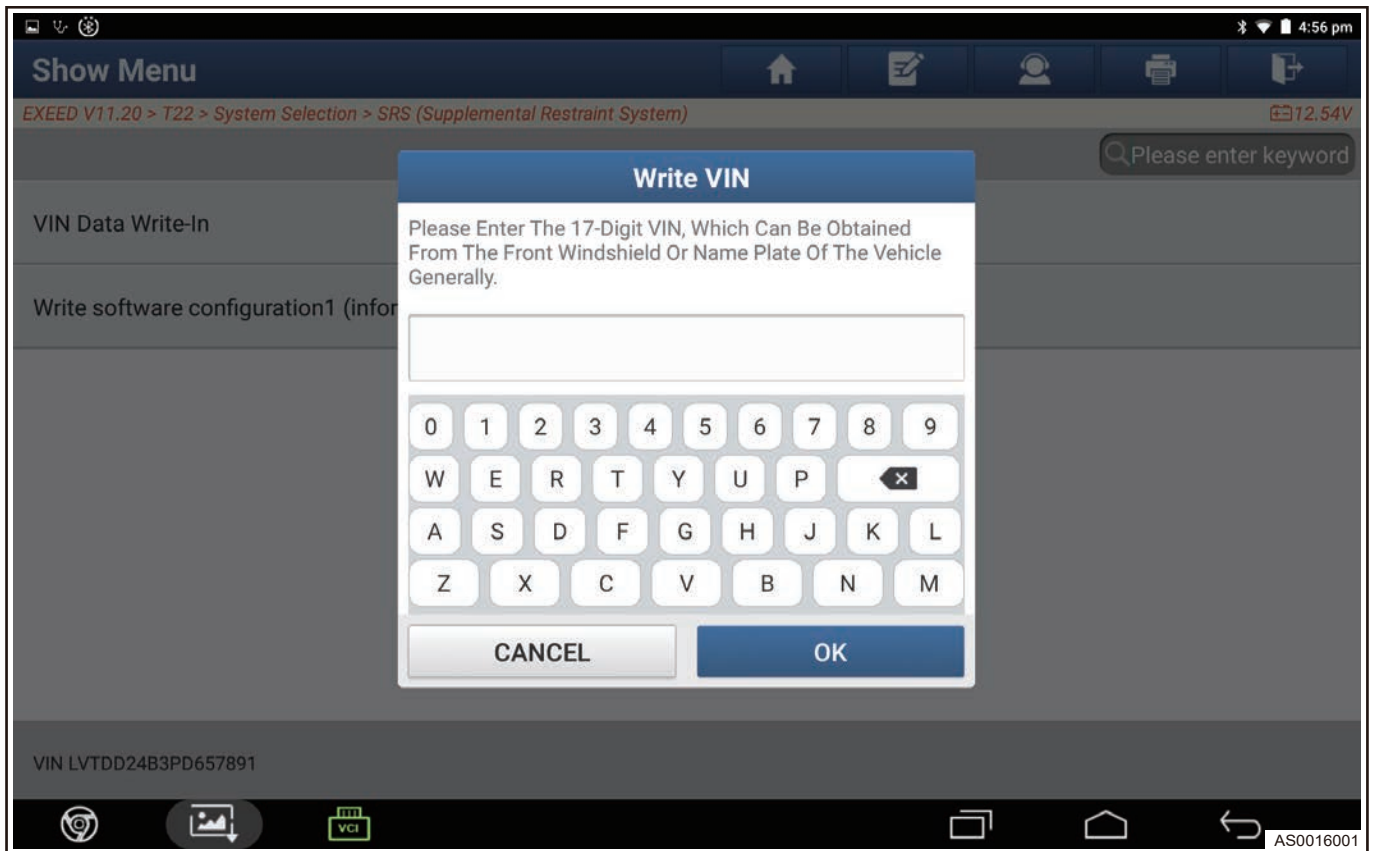 4:56 pm
Show Menu
EXEED V11.20 > T22 > System Selection > SRS (Supplemental Restraint System)
12.54V
Please enter keyword
Write VIN
VIN Data Write-In
Please Enter The 17-Digit VIN, Which Can Be Obtained
From The Front Windshield Or Name Plate Of The Vehicle
Generally.
Write software configuration1 (infor
0 1 2 3 4 5 6 7 8 9
W E R T Y U P
A S D F G H J K L
Z X C V B N M
CANCEL OK
VIN LVTDD24B3PD657891
VCI
AS0016001